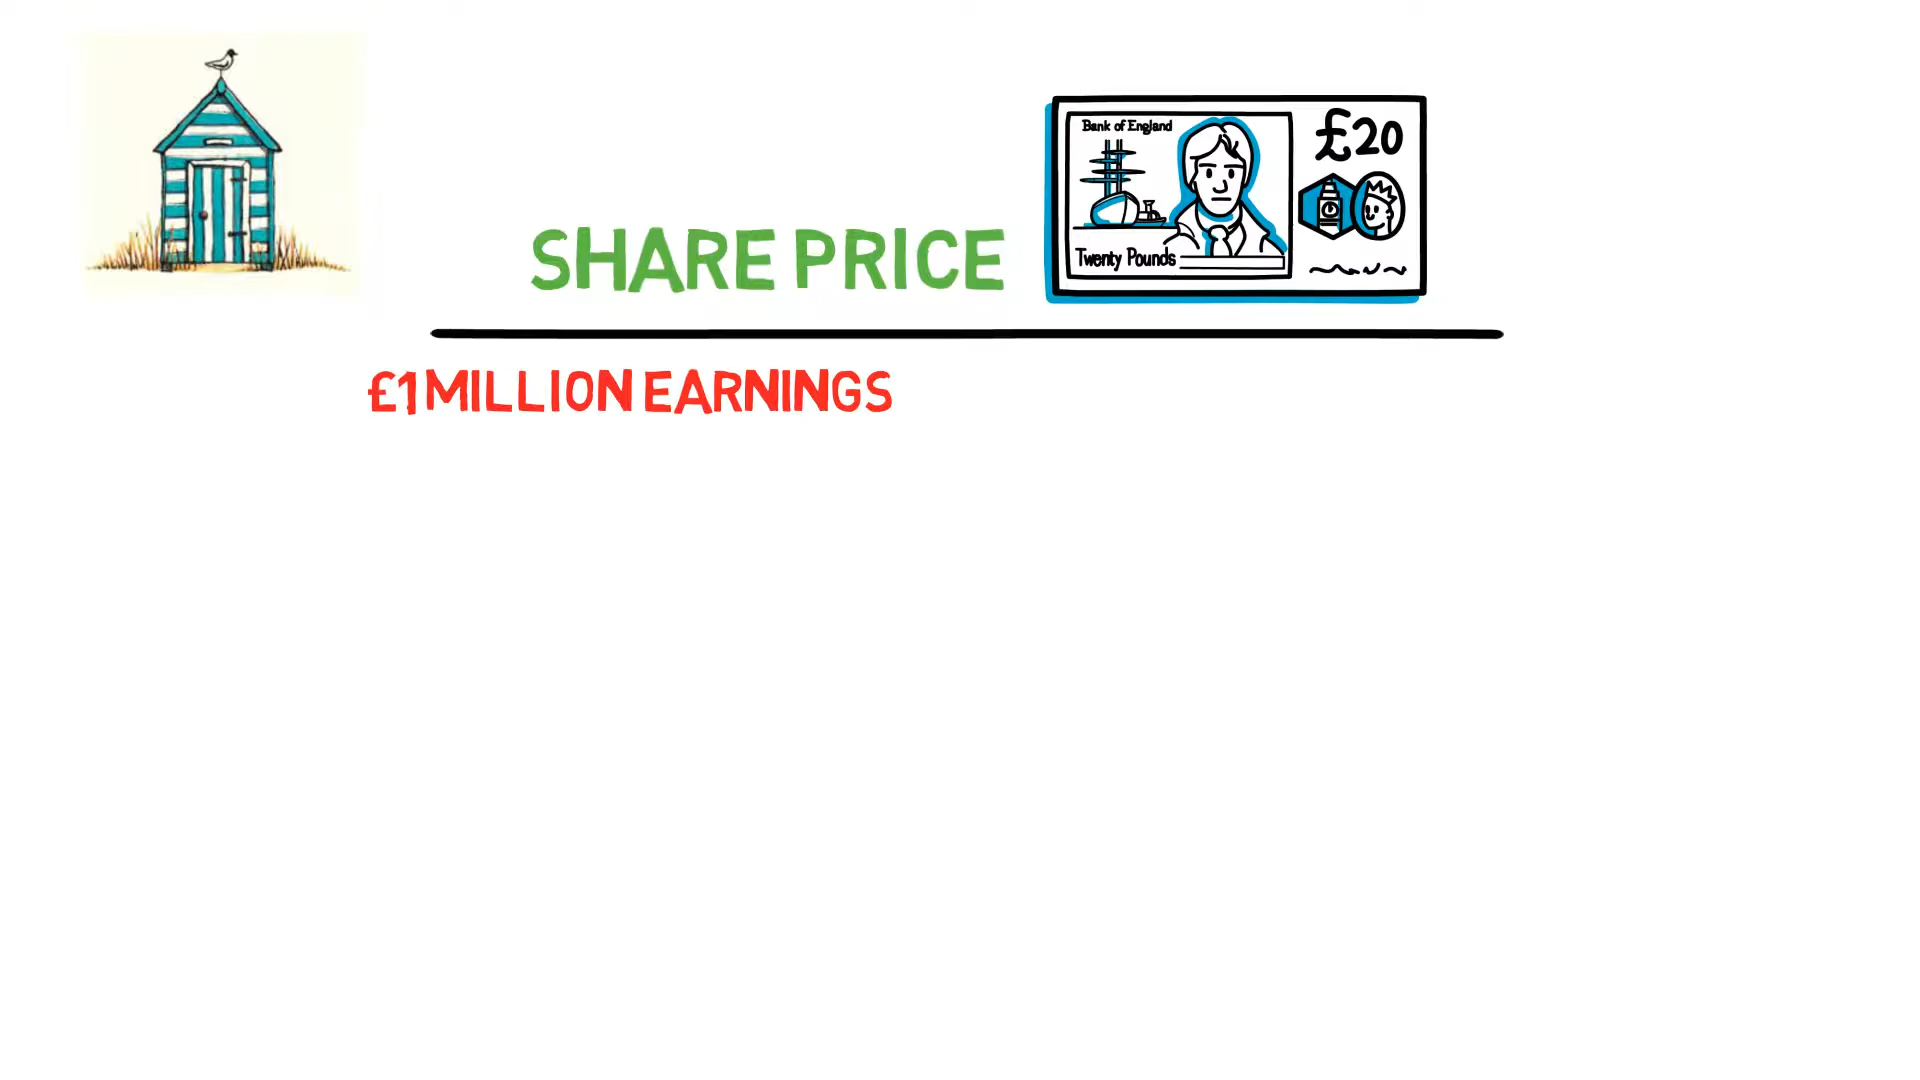 Bank of England
£20
SHARE PRICE
Twenty Pounds
£1 MILLION EARNINGS